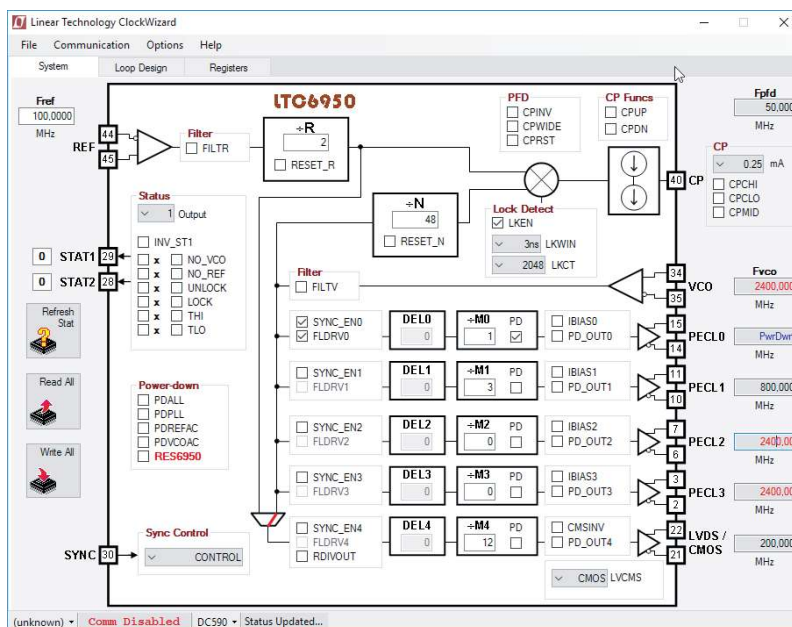 Linear Technology ClockWizard
File Communication Options Help
System Loop Design Registers
LTC6950
Fref
100,0000
MHz
REF
44
45
Filter
FILTR
÷R
2
RESET_R
PFD
CPINV
CPWIDE
CPRST
CP Funcs
CPUP
CPDN
Fpfd
50,000
MHz
CP
0.25 mA
CPCHI
CPCLO
CPMID
40 CP
÷N
48
RESET_N
Lock Detect
LKEN
3ns LKWIN
2048 LKCT
Status
1 Output
INV_ST1
x NO_VCO
x NO_REF
x UNLOCK
x LOCK
x THI
x TLO
0 STAT1 29
0 STAT2 28
Refresh
Stat
Read All
Write All
Filter
FILTV
34
VCO
35
Fvco
2400,000
MHz
SYNC_EN0
FLDRV0
DEL0
0
÷M0 PD
1
IBIAS0
PD_OUT0
15
PECL0
14
PwrDwn
MHz
SYNC_EN1
FLDRV1
DEL1
0
÷M1 PD
3
IBIAS1
PD_OUT1
11
PECL1
10
800,000
MHz
SYNC_EN2
FLDRV2
DEL2
0
÷M2 PD
0
IBIAS2
PD_OUT2
7
PECL2
6
2400,00
MHz
SYNC_EN3
FLDRV3
DEL3
0
÷M3 PD
0
IBIAS3
PD_OUT3
3
PECL3
2
2400,00
MHz
SYNC_EN4
FLDRV4
RDIVOUT
DEL4
0
÷M4 PD
12
CMSINV
PD_OUT4
22
LVDS /
CMOS
21
200,000
MHz
CMOS LVCMS
Power-down
PDALL
PDPLL
PDREFAC
PDVCOAC
RES6950
Sync Control
CONTROL
SYNC 30
(unknown) Comm Disabled DC590 Status Updated...